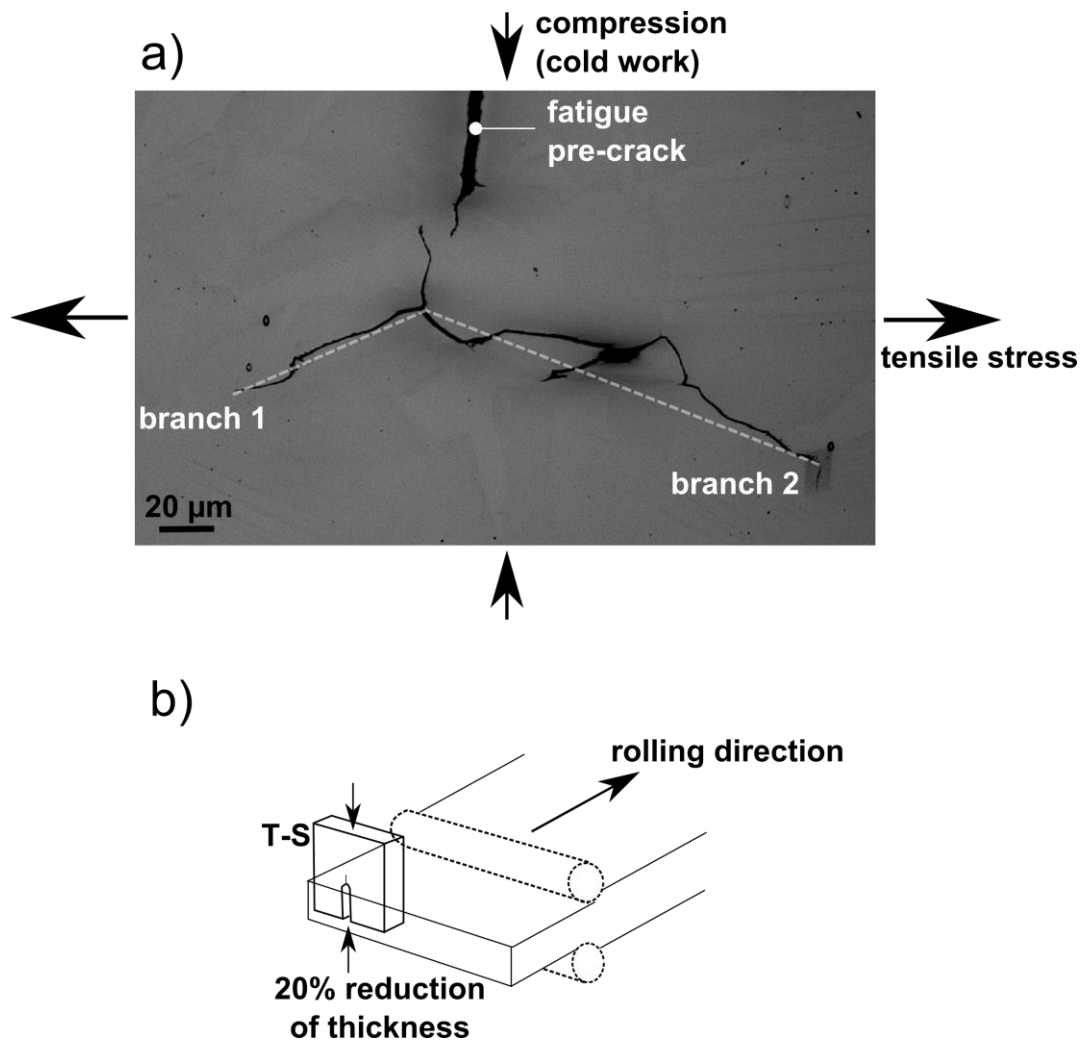 a)
compression
(cold work)
fatigue
pre-crack
tensile stress
branch 1
branch 2
20 µm
b)
rolling direction
T-S
20% reduction
of thickness